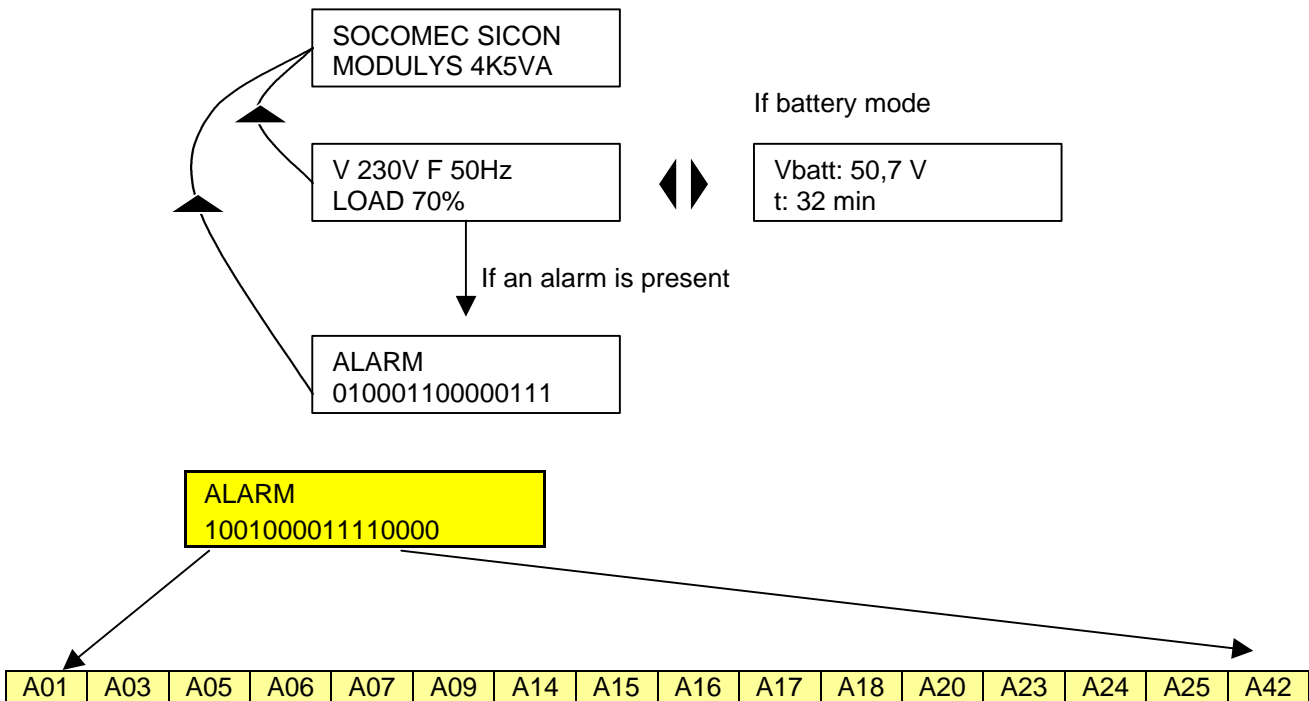 SOCOMEC SICON
MODULYS 4K5VA
If battery mode
V 230V F 50Hz
LOAD 70%
Vbatt: 50,7 V
t: 32 min
If an alarm is present
ALARM
010001100000111
ALARM
1001000011110000
A01 A03 A05 A06 A07 A09 A14 A15 A16 A17 A18 A20 A23 A24 A25 A42